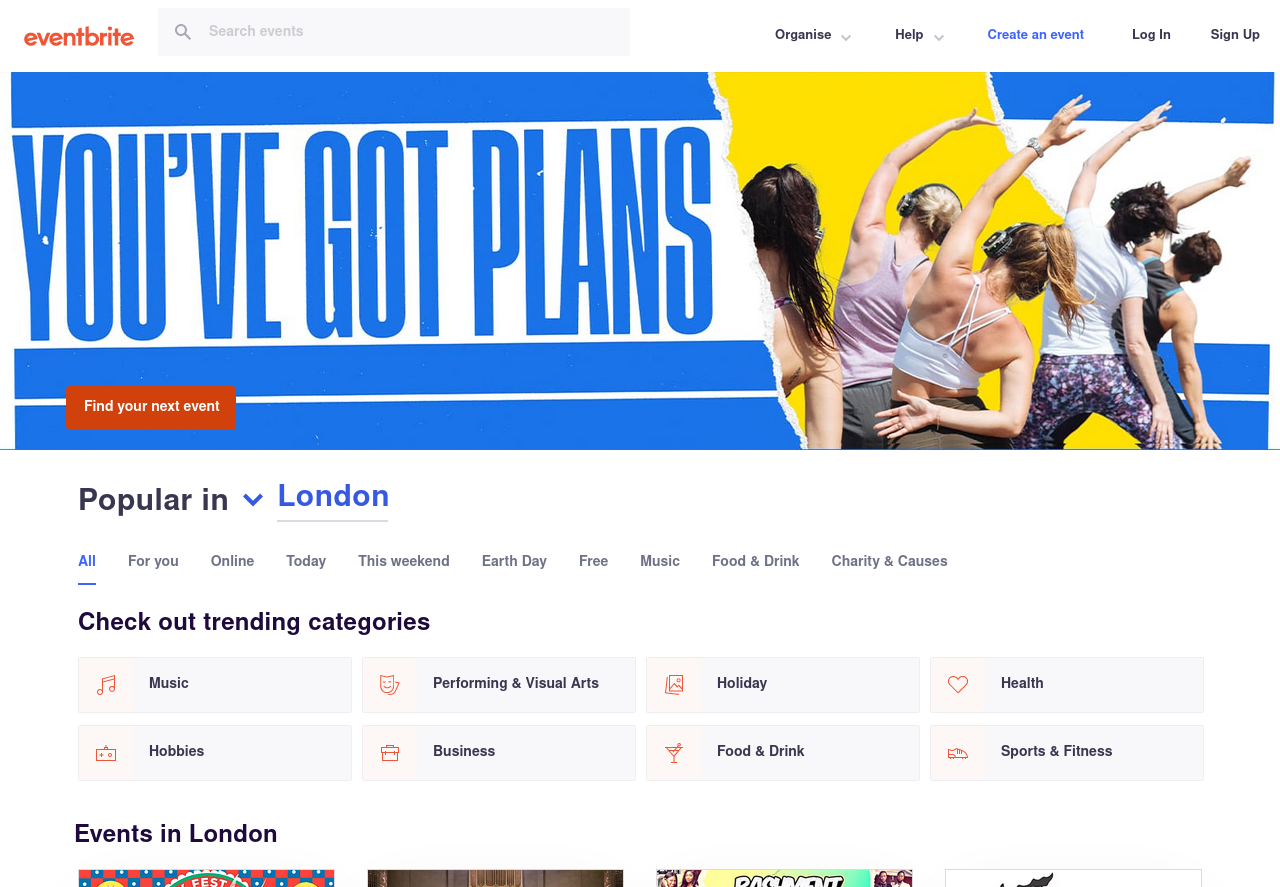 eventbrite
Search events
Organise
Help
Create an event
Log In
Sign Up
YOU'VE GOT PLANS
Find your next event
Popular in London
All
For you
Online
Today
This weekend
Earth Day
Free
Music
Food & Drink
Charity & Causes
Check out trending categories
Music
Performing & Visual Arts
Holiday
Health
Hobbies
Business
Food & Drink
Sports & Fitness
Events in London
FEST
BASHMENT